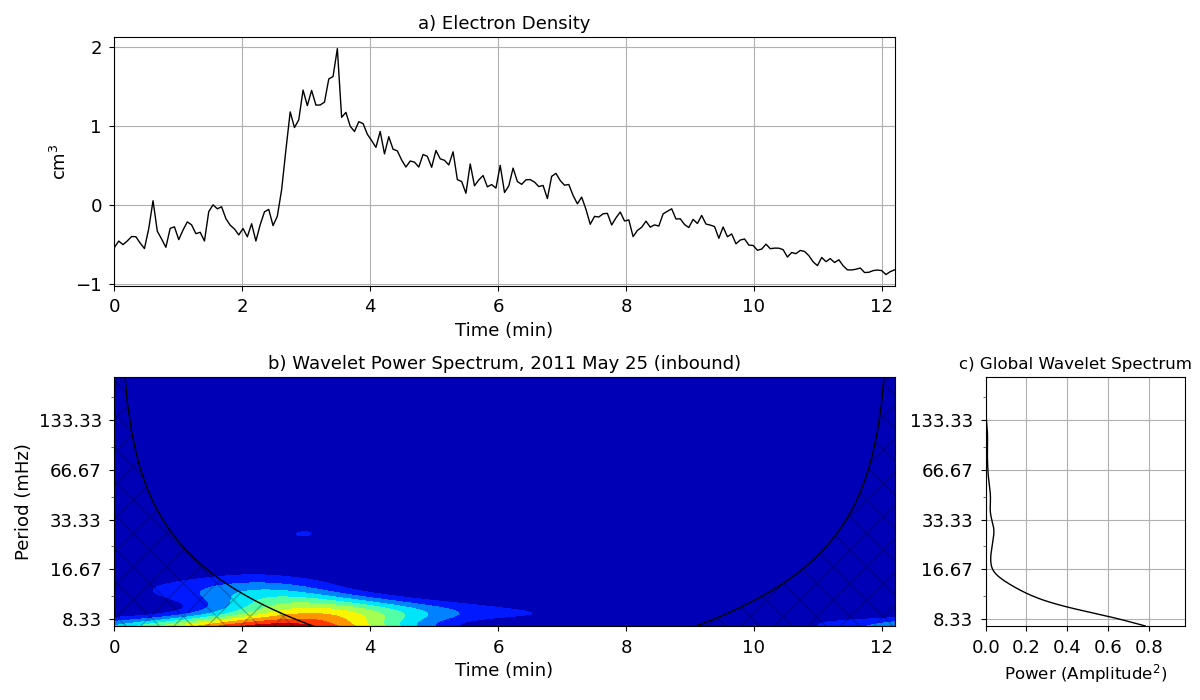 a) Electron Density
2
1
0
−1
cm³
0 2 4 6 8 10 12
Time (min)
b) Wavelet Power Spectrum, 2011 May 25 (inbound)
133.33
66.67
33.33
16.67
8.33
Period (mHz)
0 2 4 6 8 10 12
Time (min)
c) Global Wavelet Spectrum
133.33
66.67
33.33
16.67
8.33
0.0 0.2 0.4 0.6 0.8
Power (Amplitude²)